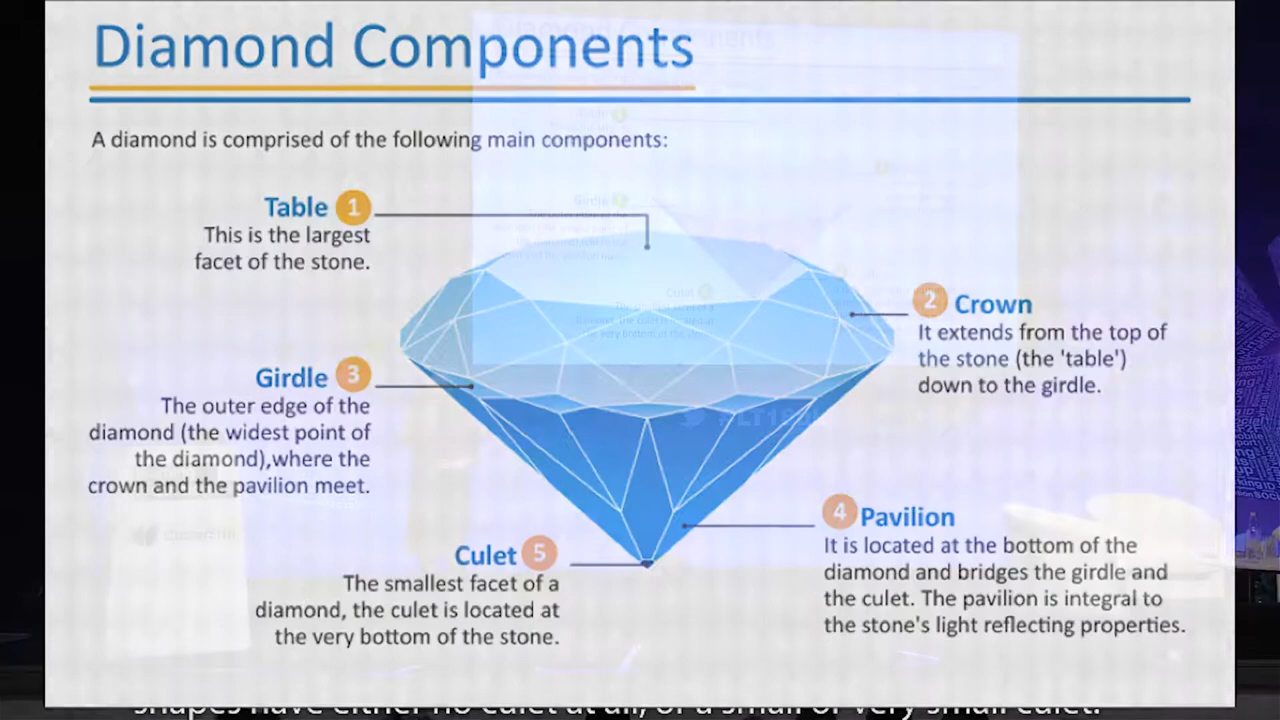 Diamond Components
A diamond is comprised of the following main components:
Table 1
This is the largest
facet of the stone.
2 Crown
It extends from the top of
the stone (the 'table')
down to the girdle.
Girdle 3
The outer edge of the
diamond (the widest point of
the diamond),where the
crown and the pavilion meet.
4 Pavilion
It is located at the bottom of the
diamond and bridges the girdle and
the culet. The pavilion is integral to
the stone's light reflecting properties.
Culet 5
The smallest facet of a
diamond, the culet is located at
the very bottom of the stone.
shapes have either no culet at all, or a small or very small culet.